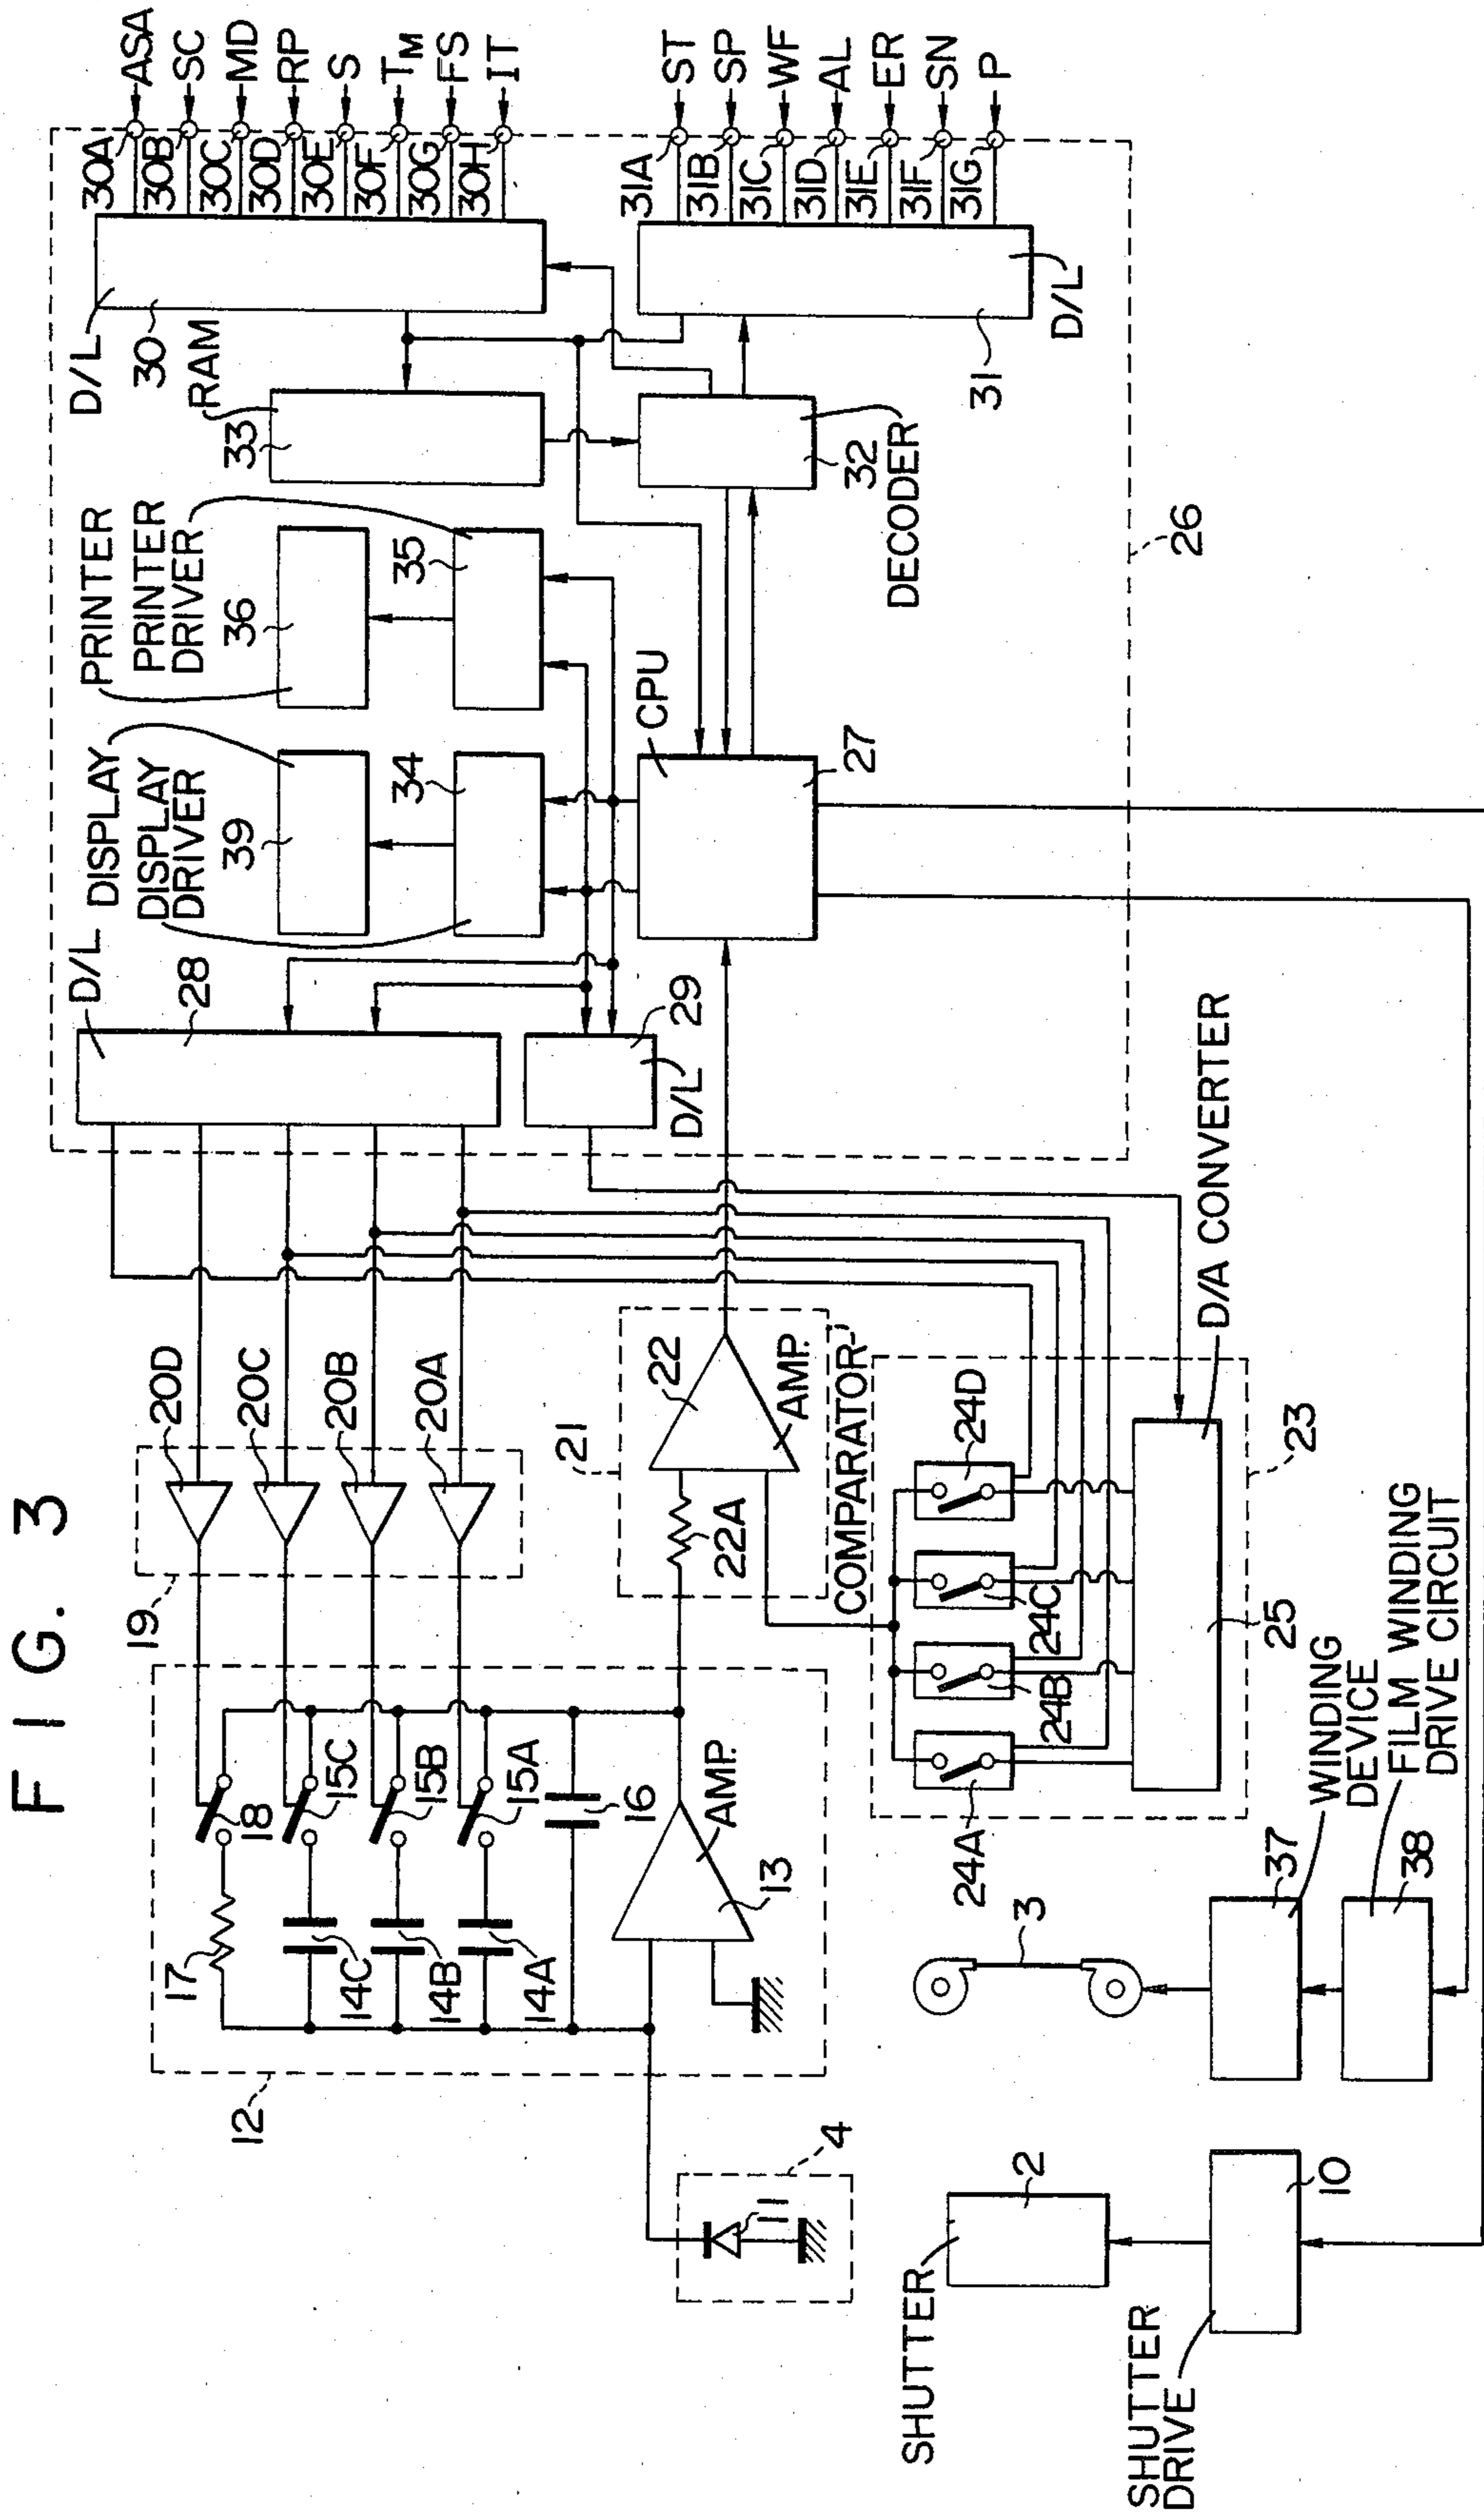 FIG. 3
12
17
18
14C
15C
14B
15B
14A
15A
16
AMP.
13
19
20D
20C
20B
20A
21
22
22A
AMP.
COMPARATOR
4
11
D/L
28
29
D/L
DISPLAY
DISPLAY
DRIVER
39
34
PRINTER
PRINTER
DRIVER
36
35
CPU
27
D/L
30
RAM
33
32
DECODER
31
D/L
26
30A
30B
30C
30D
30E
30F
30G
30H
ASA
SC
MD
RP
S
TM
FS
IT
31A
31B
31C
31D
31E
31F
31G
ST
SP
WF
AL
ER
SN
P
24A
24B
24C
24D
25
23
D/A CONVERTER
SHUTTER
2
SHUTTER
DRIVE
10
3
37
38
WINDING
DEVICE
FILM WINDING
DRIVE CIRCUIT